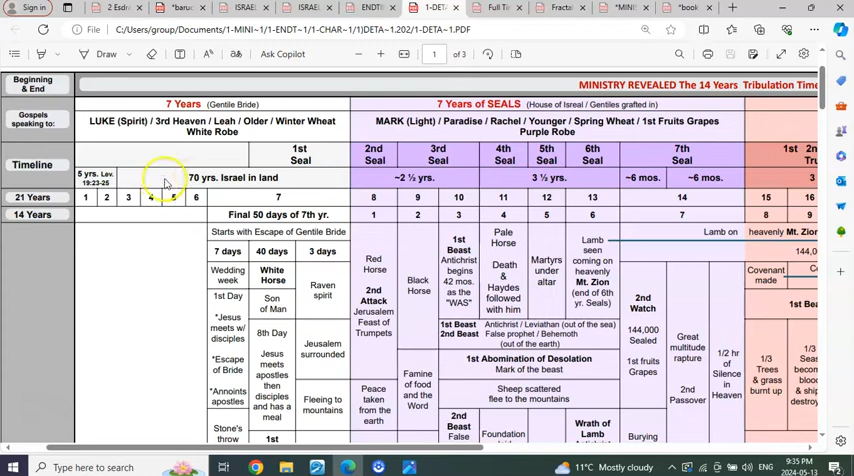 Sign in
2 Esdra
*baruc
ISRAEL
ISRAEL
ENDTI
1-DETA
Full Tim
Fractal
*MINIS
*book
File
C:/Users/group/Documents/1-MINI~1/1-ENDT~1/1-CHAR~1/1)DETA~1.202/1-DETA~1.PDF
Draw
Ask Copilot
1 of 3
Beginning & End
MINISTRY REVEALED The 14 Years Tribulation Time
Gospels speaking to:
7 Years (Gentile Bride)
7 Years of SEALS (House of Isreal / Gentiles grafted in)
LUKE (Spirit) / 3rd Heaven / Leah / Older / Winter Wheat
White Robe
MARK (Light) / Paradise / Rachel / Younger / Spring Wheat / 1st Fruits Grapes
Purple Robe
Timeline
1st Seal
2nd Seal
3rd Seal
4th Seal
5th Seal
6th Seal
7th Seal
1st
5 yrs. Lev. 19:23-25
70 yrs. Israel in land
~2 ½ yrs.
3 ½ yrs.
~6 mos.
~6 mos.
3
21 Years
1 2 3 4 5 6 7 8 9 10 11 12 13 14 15 16
14 Years
Final 50 days of 7th yr.
1 2 3 4 5 6 7 8 9
Starts with Escape of Gentile Bride
7 days
40 days
3 days
Wedding week
1st Day
*Jesus meets w/ disciples
*Escape of Bride
*Annoints apostles
Stone's throw
White Horse
Son of Man
8th Day
Jesus meets apostles then disciples and has a meal
1st
Raven spirit
Jerusalem surrounded
Fleeing to mountains
Red Horse
2nd Attack
Jerusalem Feast of Trumpets
Peace taken from the earth
Black Horse
Famine of food and the Word
1st Beast
Antichrist begins 42 mos. as the "WAS"
Pale Horse
Death & Haydes followed with him
Martyrs under altar
Lamb seen coming on heavenly Mt. Zion (end of 6th yr. Seals)
1st Beast Antichrist / Leviathan (out of the sea)
2nd Beast False prophet / Behemoth (out of the earth)
1st Abomination of Desolation
Mark of the beast
Sheep scattered
flee to the mountains
2nd Beast False
Foundation
Wrath of Lamb
Lamb on heavenly Mt. Zion
144,0
2nd Watch
144,000 Sealed
1st fruits Grapes
Burying
Great multitude rapture
2nd Passover
1/2 hr of Silence in Heaven
Covenant made
1st Bea
1/3 Trees & grass burnt up
1/3 Seas becom blood & ship destroy
Type here to search
11°C Mostly cloudy
9:35 PM
2024-05-13